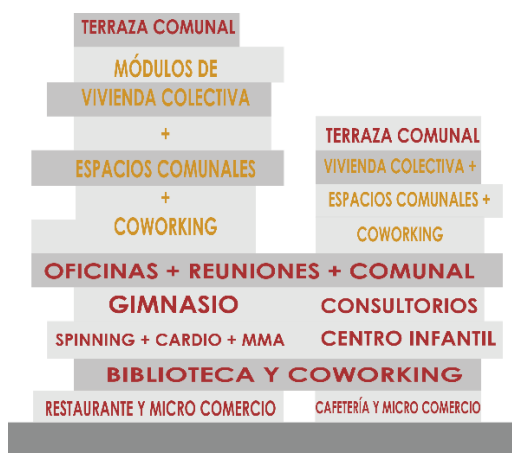 TERRAZA COMUNAL
MÓDULOS DE
VIVIENDA COLECTIVA
+
ESPACIOS COMUNALES
+
COWORKING
TERRAZA COMUNAL
VIVIENDA COLECTIVA +
ESPACIOS COMUNALES +
COWORKING
OFICINAS + REUNIONES + COMUNAL
GIMNASIO
CONSULTORIOS
SPINNING + CARDIO + MMA
CENTRO INFANTIL
BIBLIOTECA Y COWORKING
RESTAURANTE Y MICRO COMERCIO
CAFETERÍA Y MICRO COMERCIO